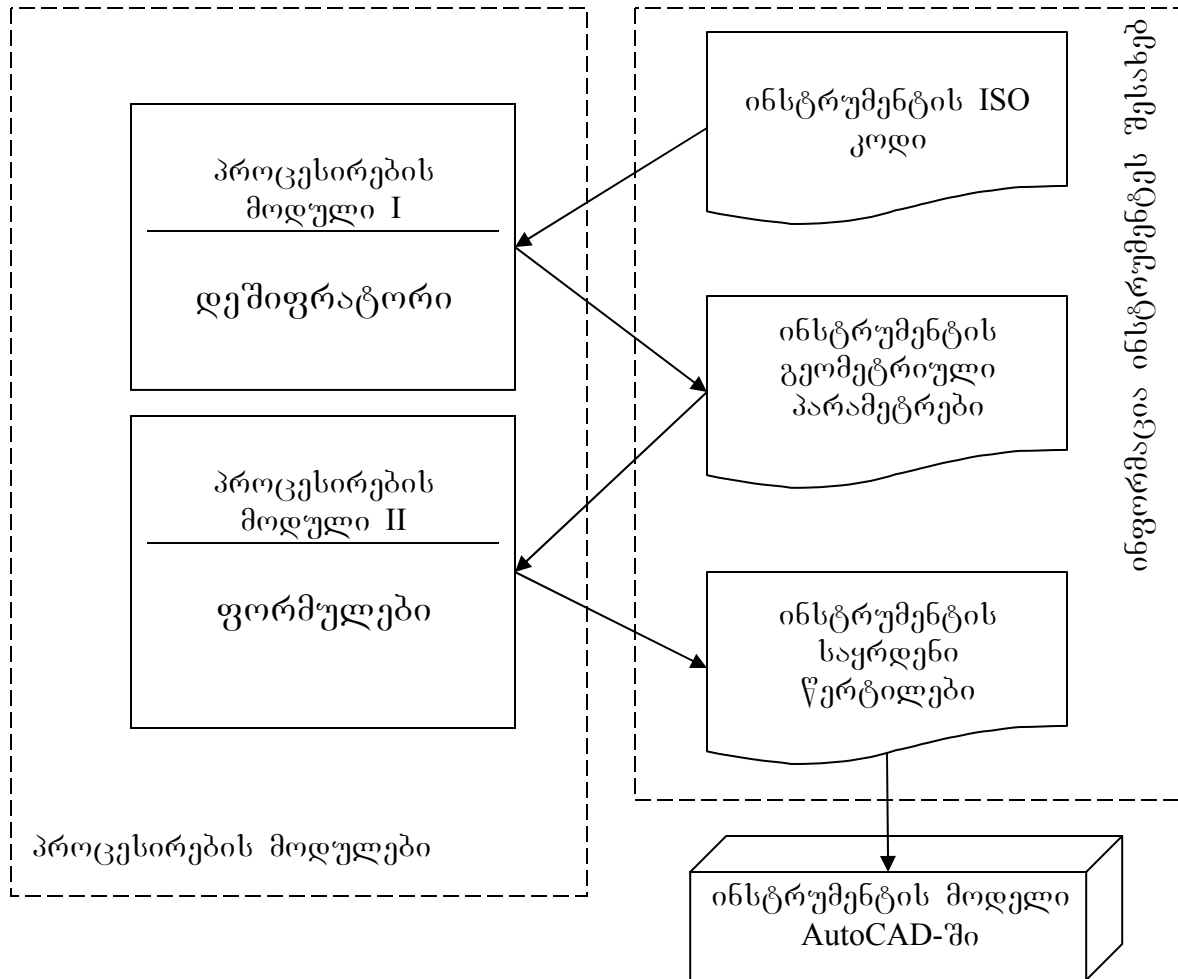 ინსტრუმენტის ISO
კოდი
პროცესირების
მოდული I
დეშიფრატორი
ინსტრუმენტის
გეომეტრიული
პარამეტრები
პროცესირების
მოდული II
ფორმულები
ინსტრუმენტის
საყრდენი
წერტილები
ინფორმაცია ინსტრუმენტეს შესახებ
პროცესირების მოდულები
ინსტრუმენტის მოდელი
AutoCAD-ში